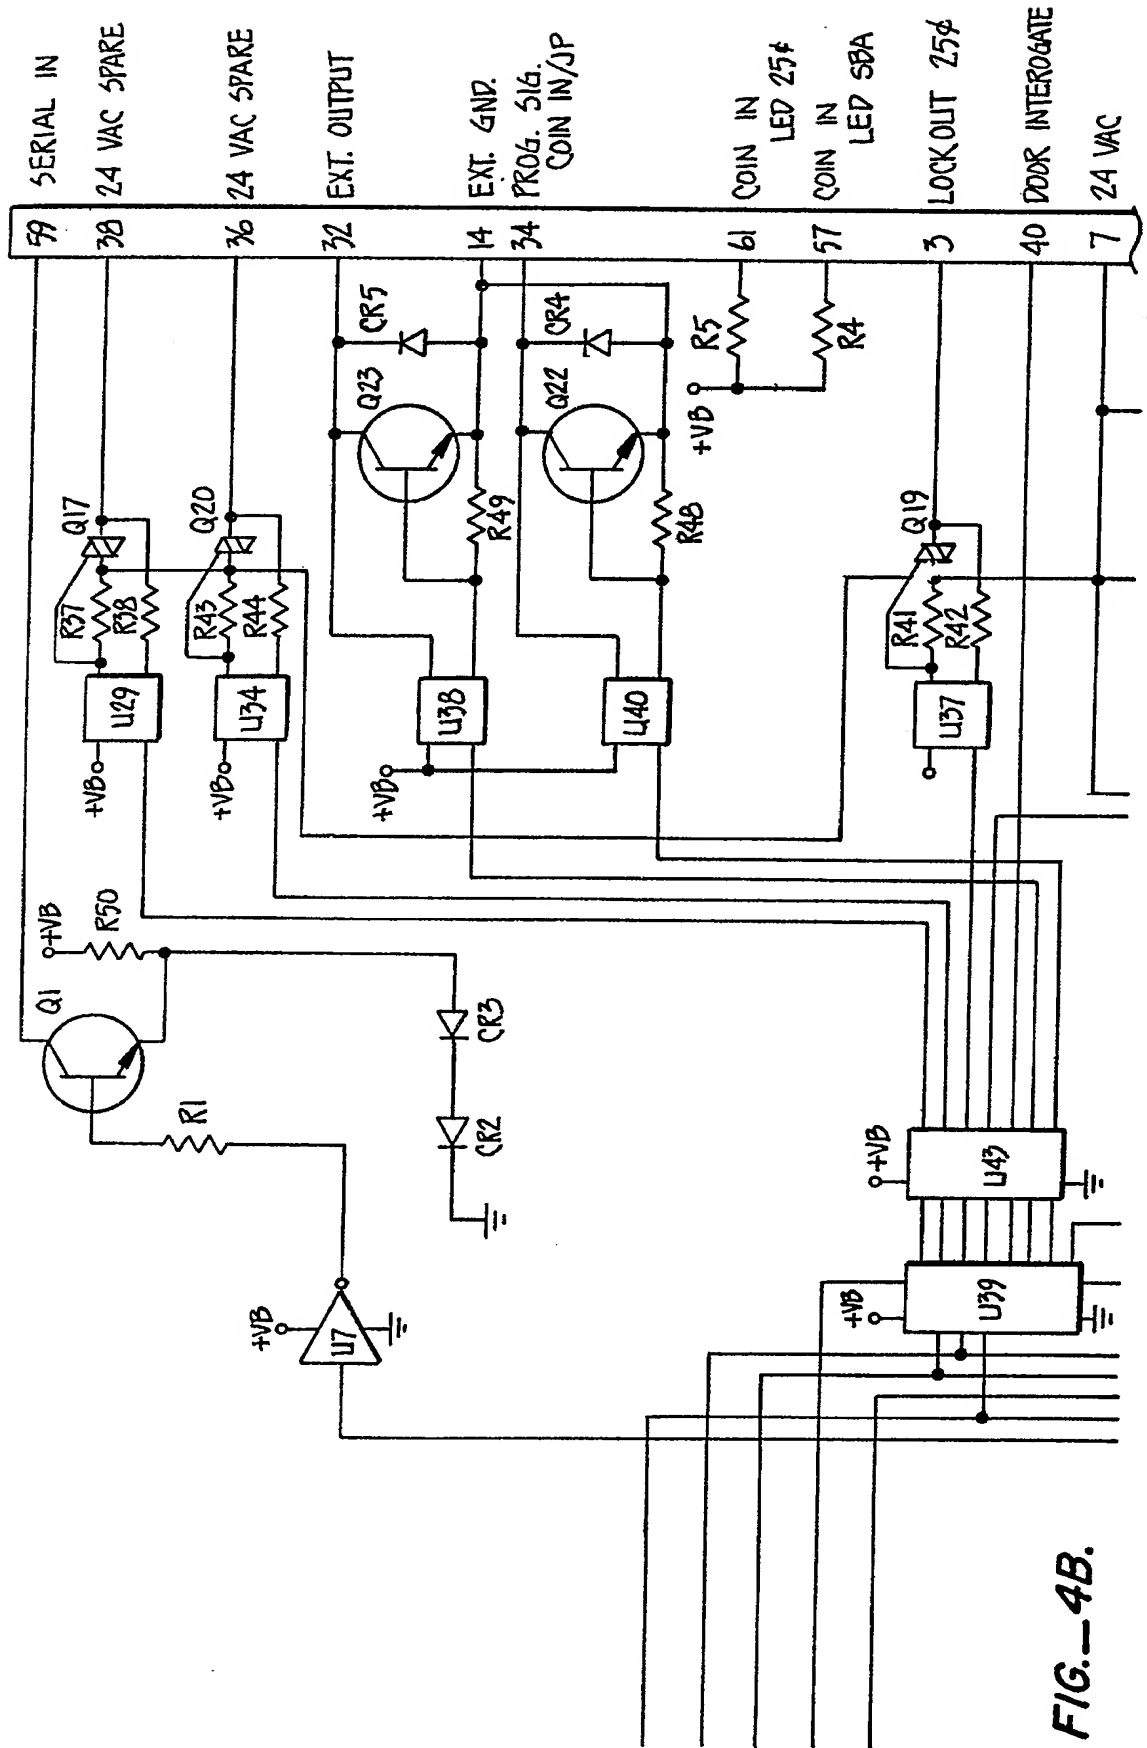 SERIAL IN
24 VAC SPARE
24 VAC SPARE
EXT. OUTPUT
EXT. GND.
PROG. SIG.
COIN IN/JP
COIN IN
LED 25¢
COIN IN
LED SBA
LOCKOUT 25¢
DOOR INTEROGATE
24 VAC
59
38
36
32
14
34
61
57
3
40
7
CR5
CR4
R5
R4
Q23
Q22
+VB
Q17
Q20
R49
R48
Q19
R37
R38
R43
R44
R41
R42
U29
U34
U38
U40
U37
+VB
+VB
+VB
+VB
R50
Q1
CR3
R1
CR2
+VB
U43
+VB
U7
+VB
U39
FIG._4B.